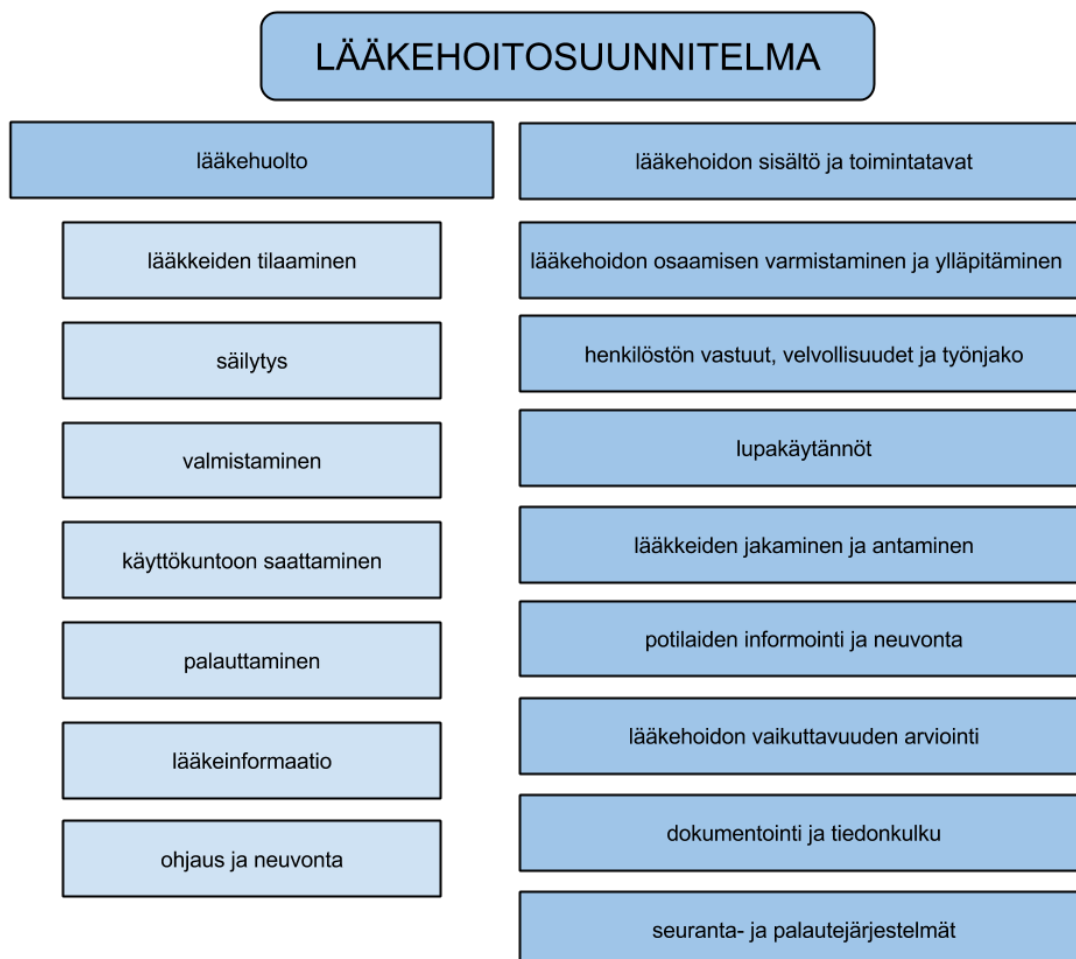 LÄÄKEHOITOSUUNNITELMA
lääkehuolto
lääkkeiden tilaaminen
säilytys
valmistaminen
käyttökuntoon saattaminen
palauttaminen
lääkeinformaatio
ohjaus ja neuvonta
lääkehoidon sisältö ja toimintatavat
lääkehoidon osaamisen varmistaminen ja ylläpitäminen
henkilöstön vastuut, velvollisuudet ja työnjako
lupakäytännöt
lääkkeiden jakaminen ja antaminen
potilaiden informointi ja neuvonta
lääkehoidon vaikuttavuuden arviointi
dokumentointi ja tiedonkulku
seuranta- ja palautejärjestelmät